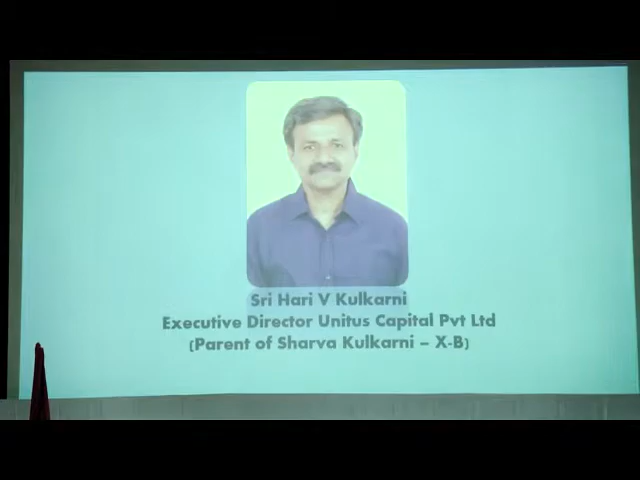 Sri Hari V Kulkarni
Executive Director Unitus Capital Pvt Ltd
(Parent of Sharva Kulkarni – X-B)